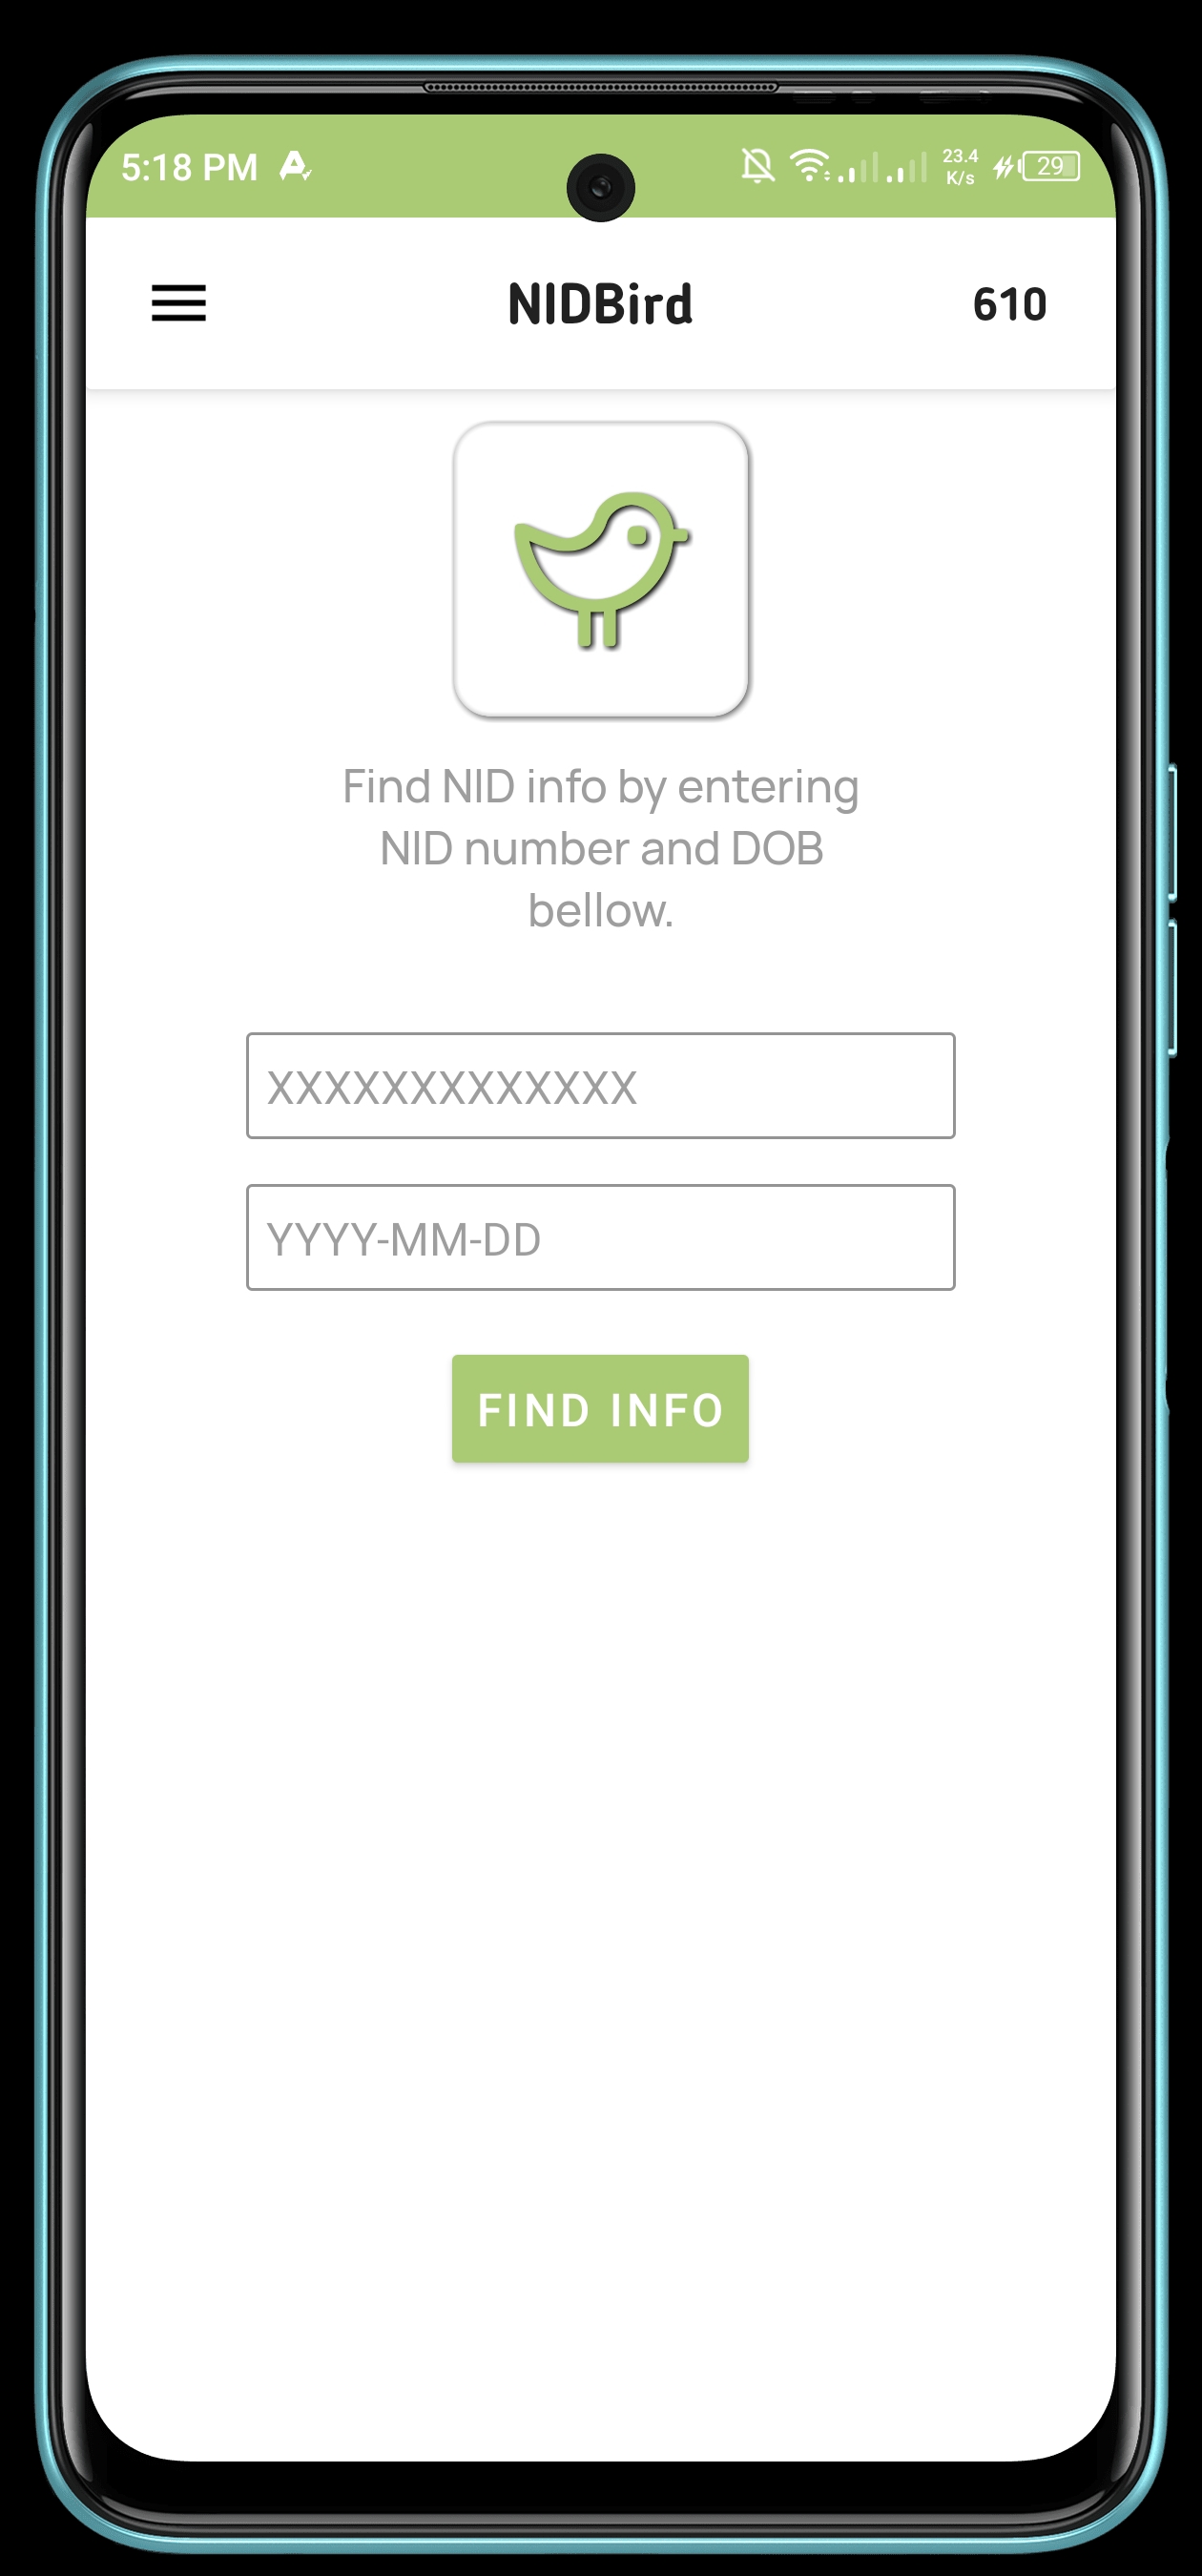 5:18 PM
23.4
K/s
29
NIDBird
610
Find NID info by entering
NID number and DOB
bellow.
XXXXXXXXXXXXX
YYYY-MM-DD
FIND INFO